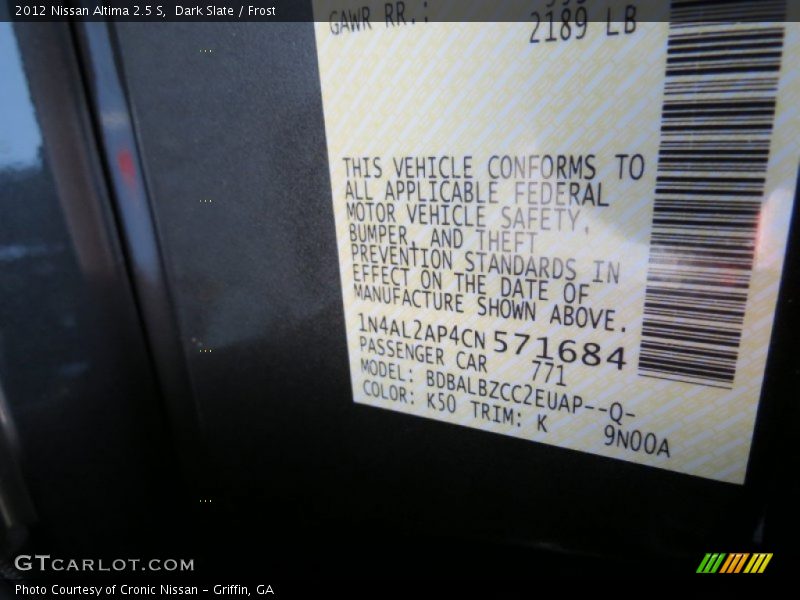 2012 Nissan Altima 2.5 S, Dark Slate / Frost
GAWR RR.:
2189 LB
THIS VEHICLE CONFORMS TO
ALL APPLICABLE FEDERAL
MOTOR VEHICLE SAFETY,
BUMPER, AND THEFT
PREVENTION STANDARDS IN
EFFECT ON THE DATE OF
MANUFACTURE SHOWN ABOVE.
1N4AL2AP4CN571684
PASSENGER CAR 771
MODEL: BDBALBZCC2EUAP--Q-
COLOR: K50 TRIM: K 9N00A
GTCARLOT.COM
Photo Courtesy of Cronic Nissan - Griffin, GA